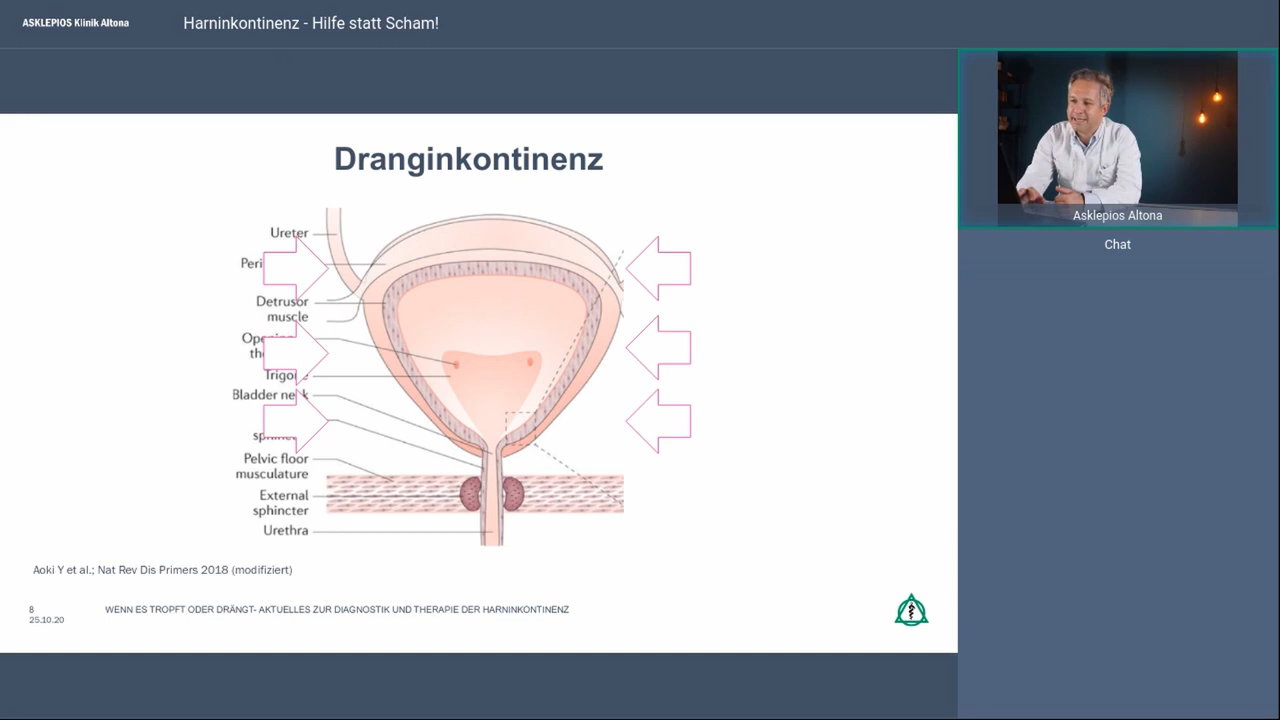 ASKLEPIOS Klinik Altona
Harninkontinenz - Hilfe statt Scham!
Dranginkontinenz
Ureter
Detrusor
muscle
Bladder
Pelvic floor
musculature
External
sphincter
Urethra
Aoki Y et al.; Nat Rev Dis Primers 2018 (modifiziert)
8
WENN ES TROPFT ODER DRÄNGT- AKTUELLES ZUR DIAGNOSTIK UND THERAPIE DER HARNINKONTINENZ
25.10.20
Asklepios Altona
Chat